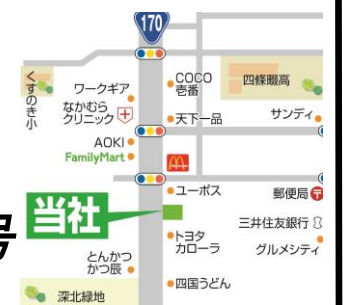 170
くすのき小
ワークギア
なかむら
クリニック
AOKI
FamilyMart
COCO
壱番
天下一品
四條畷高
サンディ
M
号
当社
ユーポス
郵便局
三井住友銀行
トヨタ
カローラ
グルメシティ
とんかつ
かつ辰
四国うどん
深北緑地